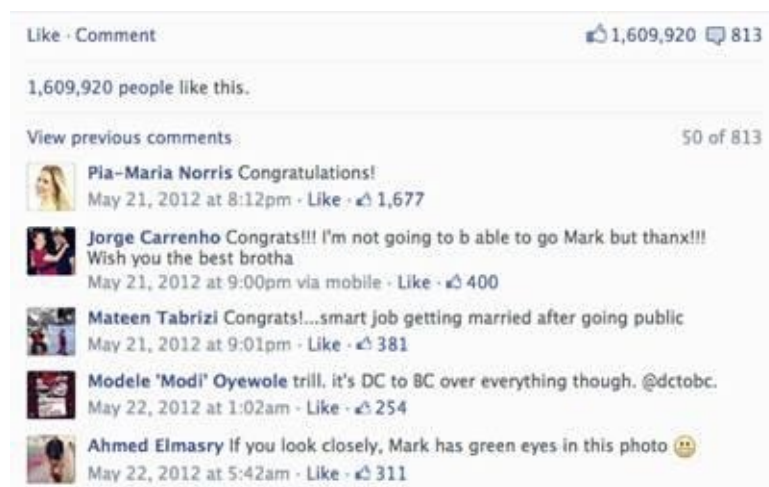 Like · Comment 1,609,920 813
1,609,920 people like this.
View previous comments 50 of 813
Pia-Maria Norris Congratulations!
May 21, 2012 at 8:12pm · Like · 1,677
Jorge Carrenho Congrats!!! I'm not going to b able to go Mark but thanx!!!
Wish you the best brotha
May 21, 2012 at 9:00pm via mobile · Like · 400
Mateen Tabrizi Congrats!...smart job getting married after going public
May 21, 2012 at 9:01pm · Like · 381
Modele 'Modi' Oyewole trill. it's DC to BC over everything though. @dctobc.
May 22, 2012 at 1:02am · Like · 254
Ahmed Elmasry If you look closely, Mark has green eyes in this photo
May 22, 2012 at 5:42am · Like · 311